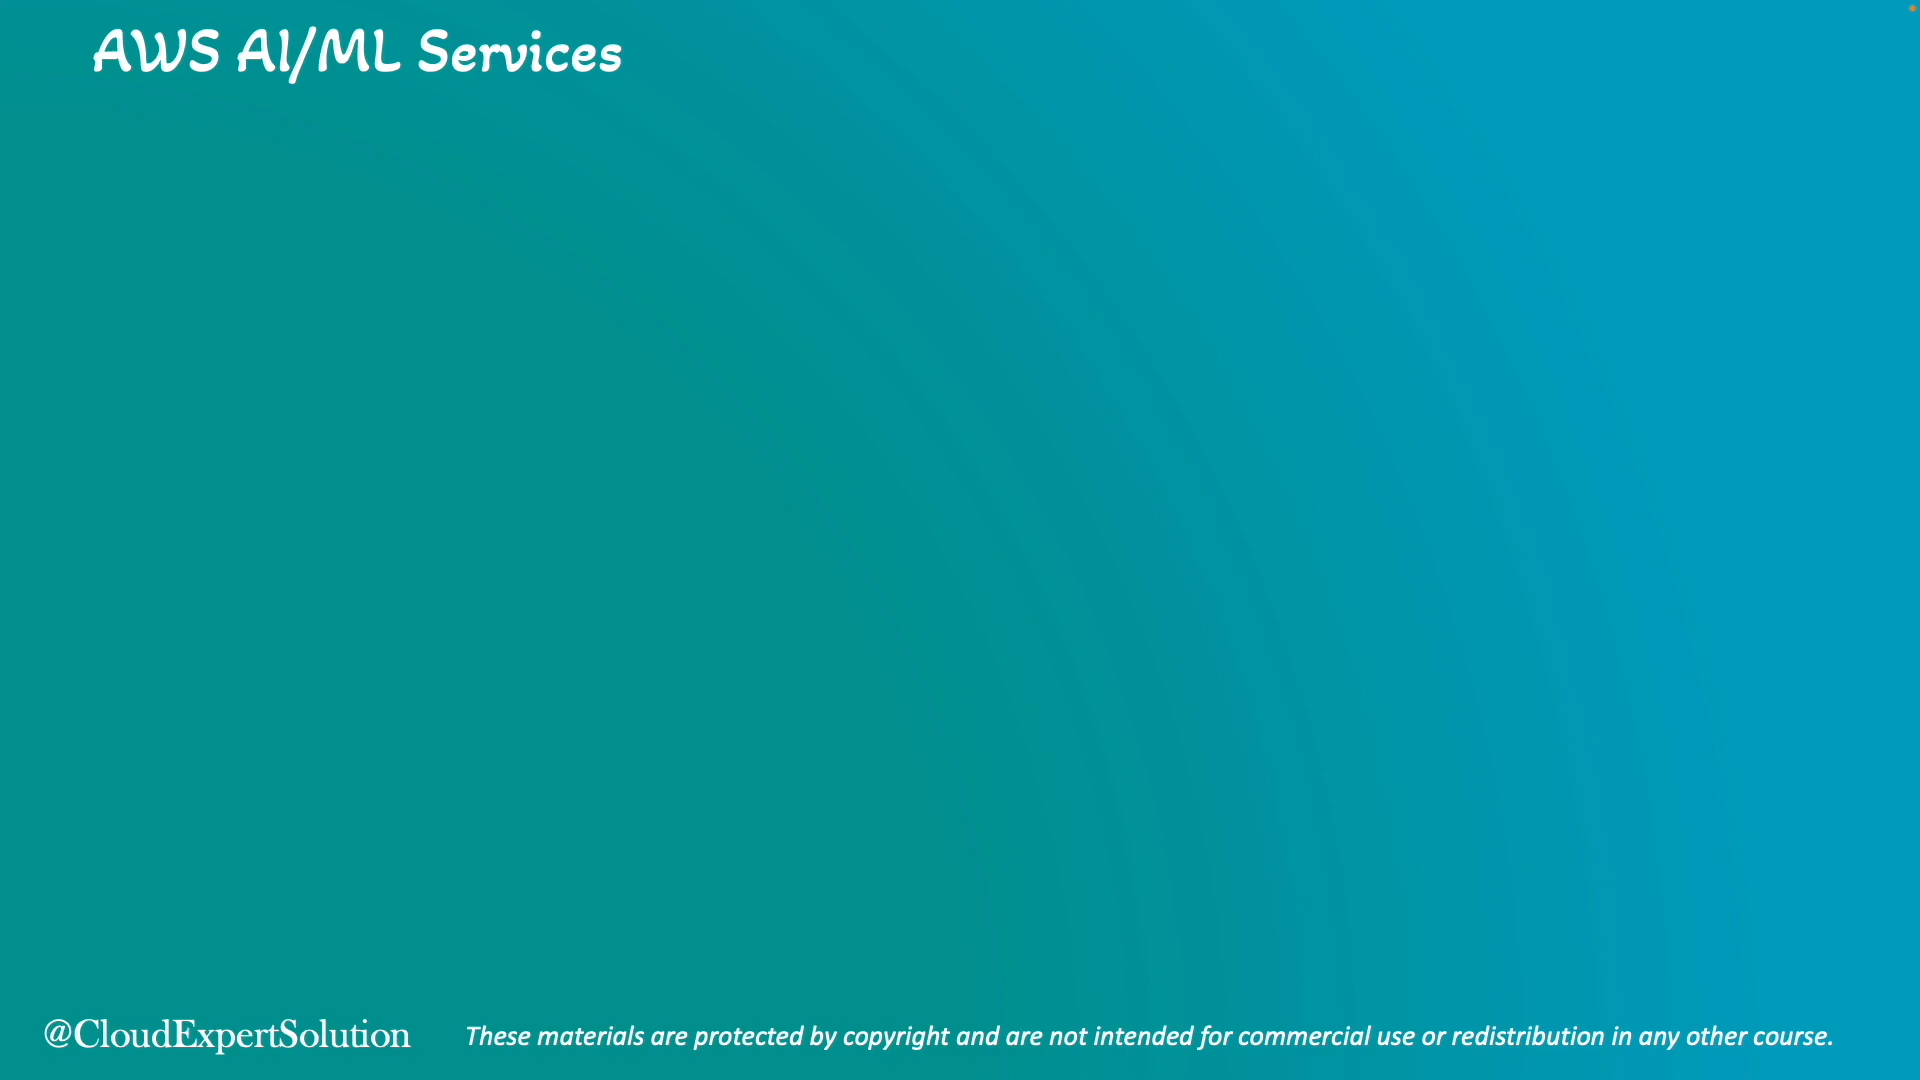 AWS AI/ML Services
@CloudExpertSolution
These materials are protected by copyright and are not intended for commercial use or redistribution in any other course.